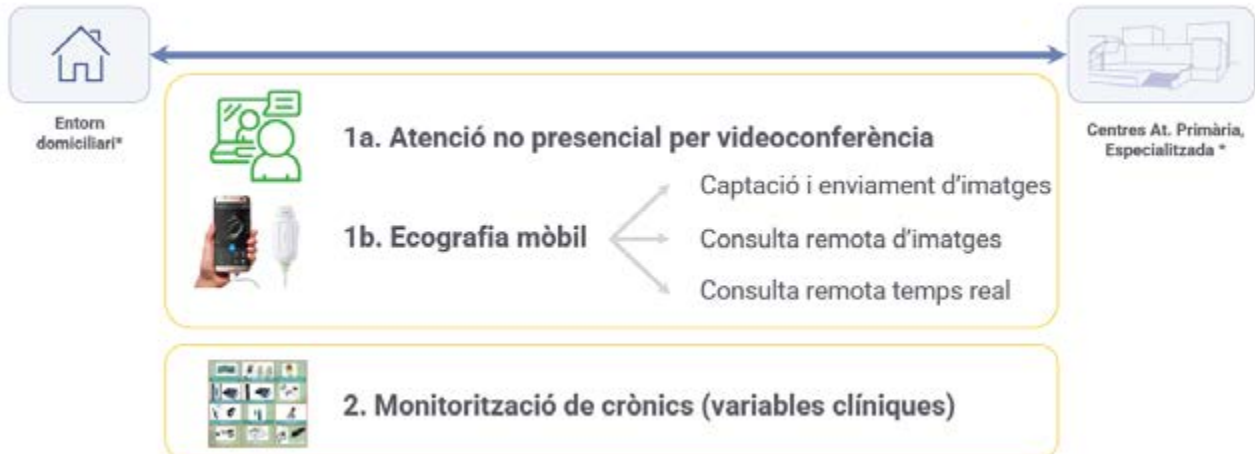 Entorn
domiciliari*
Centres At. Primària,
Especialitzada *
1a. Atenció no presencial per videoconferència
1b. Ecografia mòbil
Captació i enviament d'imatges
Consulta remota d'imatges
Consulta remota temps real
2. Monitorització de crònics (variables clíniques)